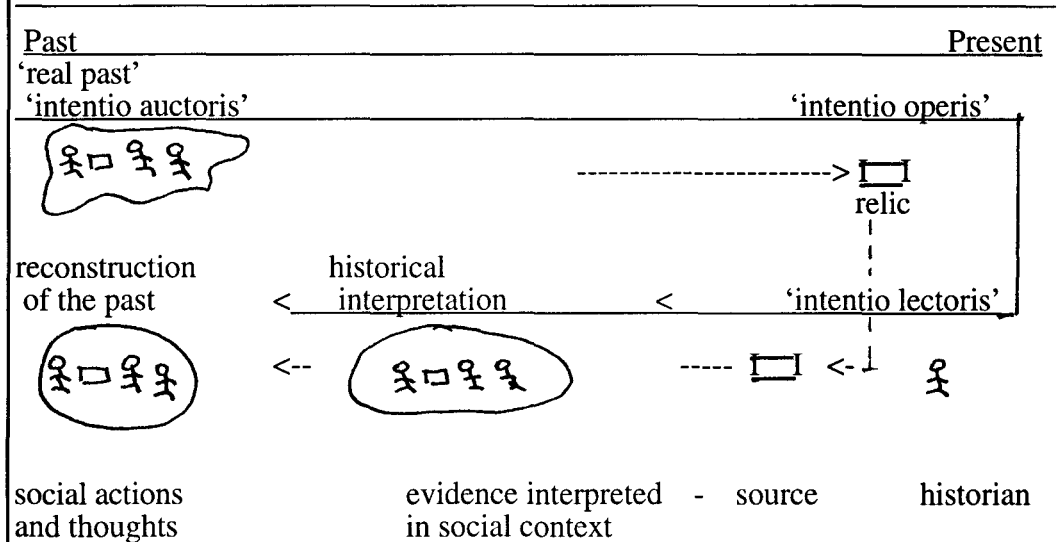 Past Present
‘real past’
‘intentio auctoris’ ‘intentio operis’
relic
reconstruction historical
of the past < interpretation < ‘intentio lectoris’
social actions evidence interpreted - source historian
and thoughts in social context